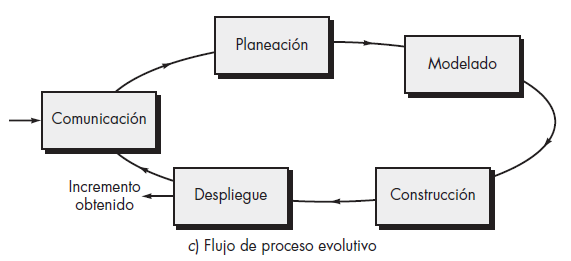 Planeación
Modelado
Comunicación
Incremento
obtenido
Despliegue
Construcción
c) Flujo de proceso evolutivo